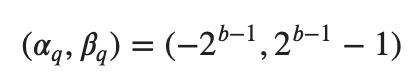 (α_q, β_q) = (−2^{b−1}, 2^{b−1} − 1)